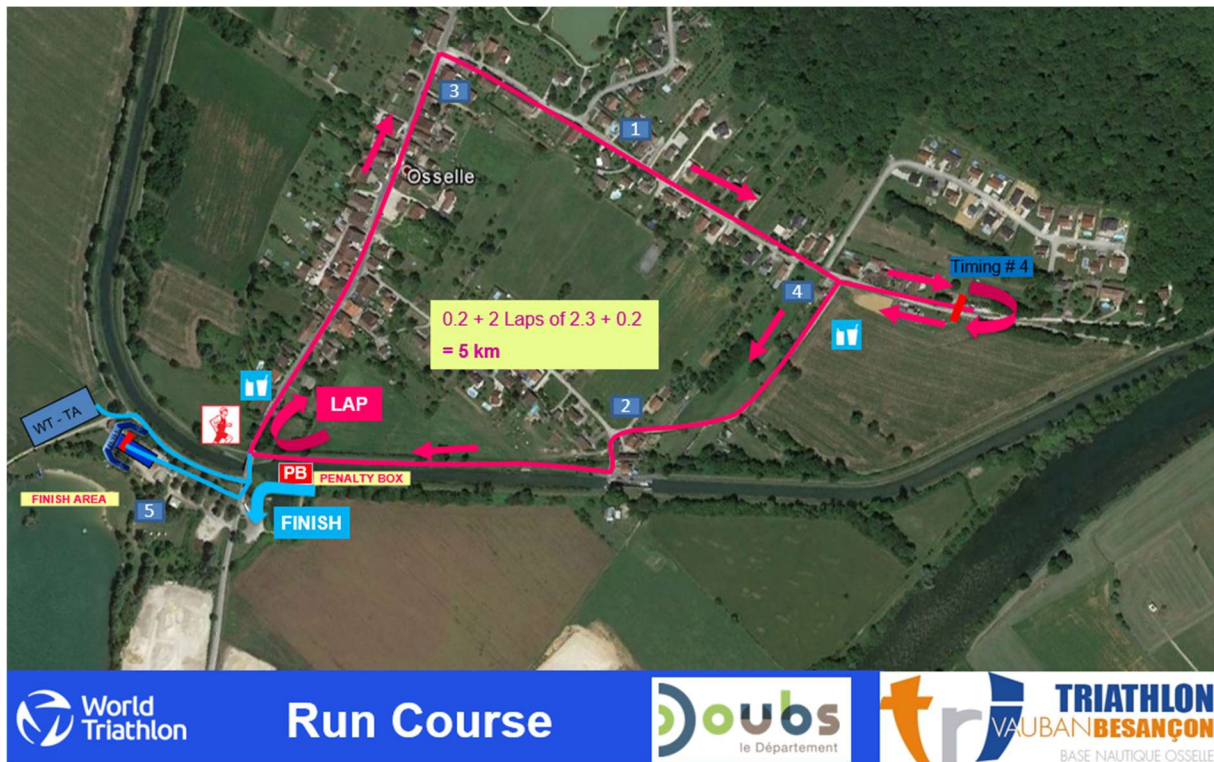 3
1
Osselle
Timing # 4
4
0.2 + 2 Laps of 2.3 + 0.2
= 5 km
LAP
2
WT - TA
PB
PENALTY BOX
FINISH AREA
5
FINISH
World
Triathlon
Run Course
Doubs
le Département
tri
TRIATHLON
VAUBANBESANÇON
BASE NAUTIQUE OSSELLE